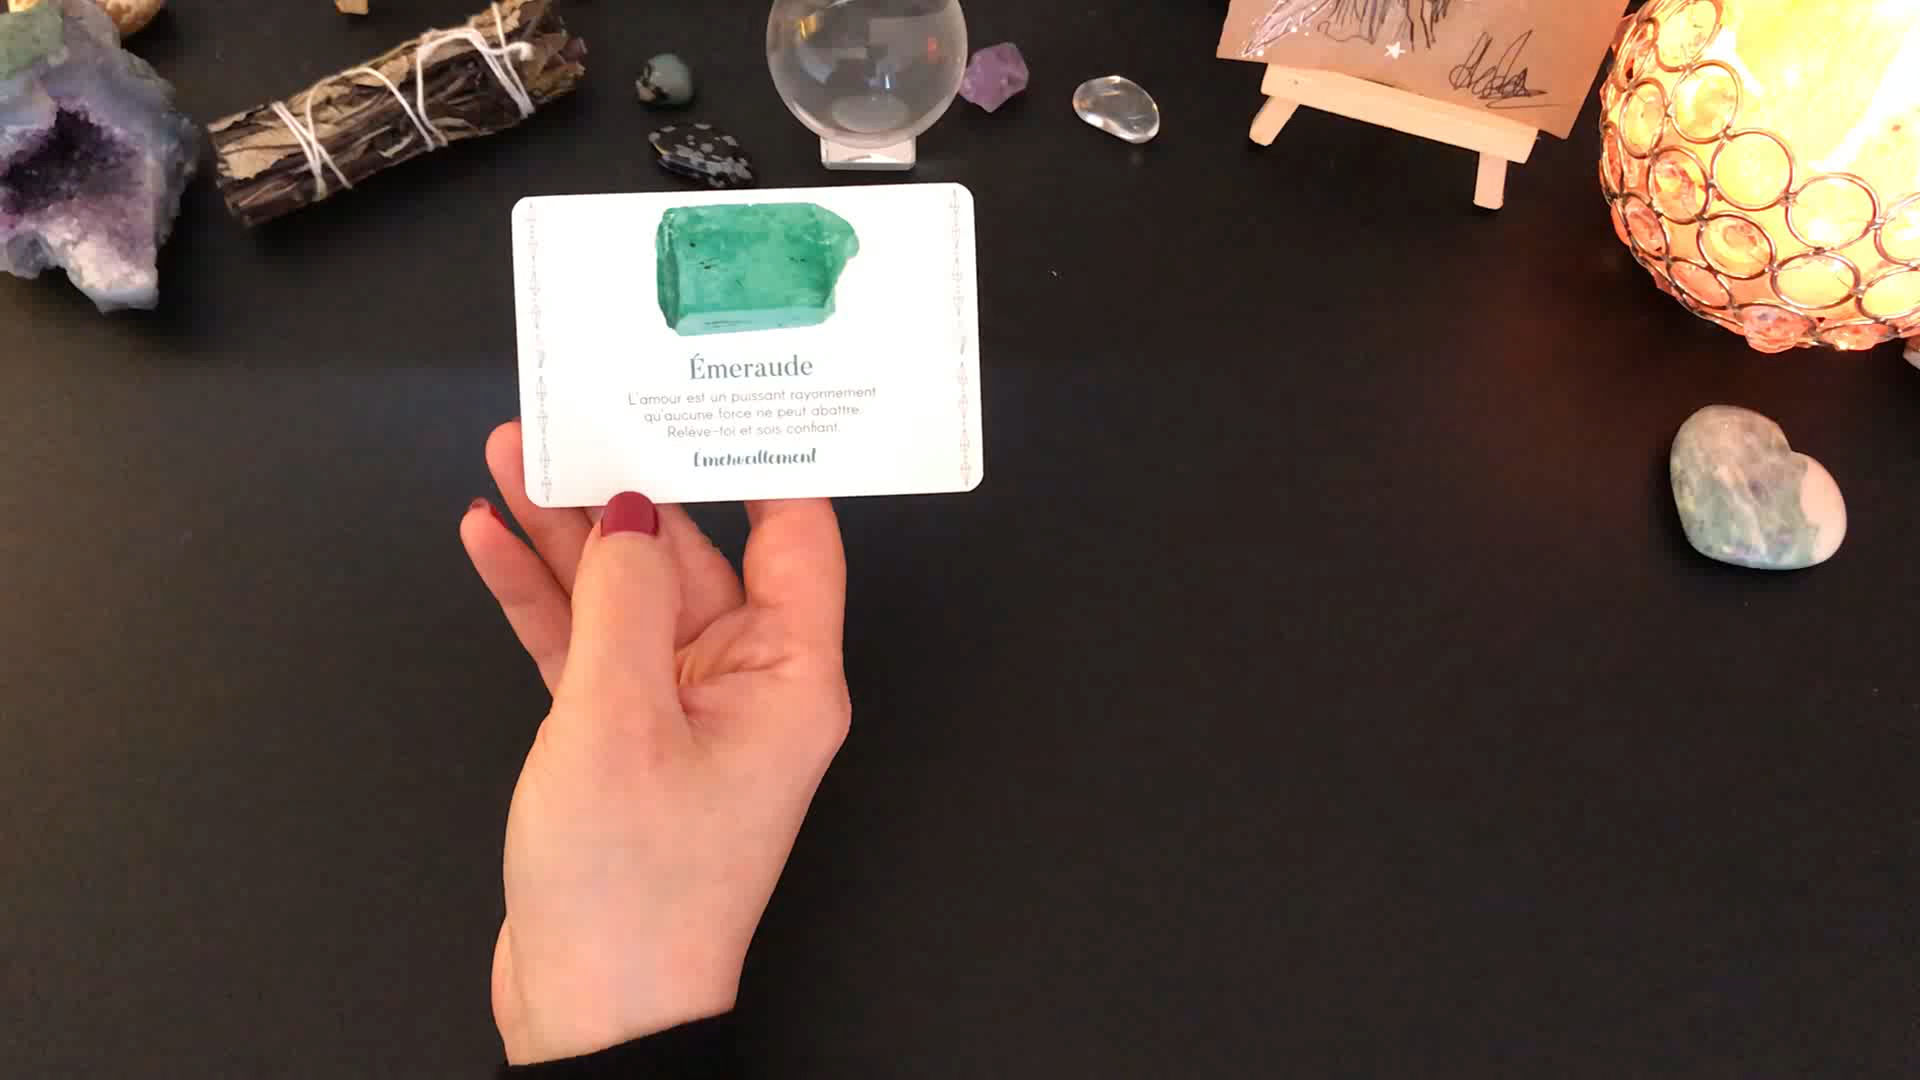 Émeraude
L'amour est un puissant rayonnement
qu'aucune force ne peut abattre.
Relève-toi et sois confiant.
Émerveillement